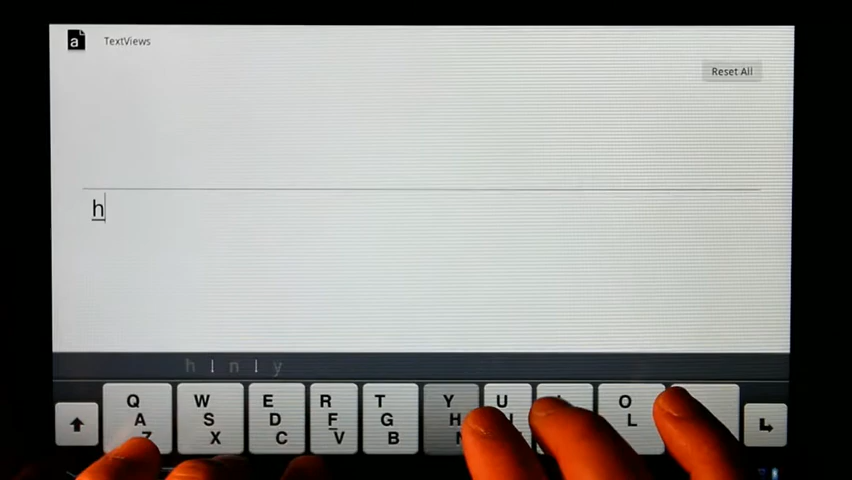 a TextViews
Reset All
h
h | n | y
Q W E R T Y U O
A S D F G H L
Z X C V B